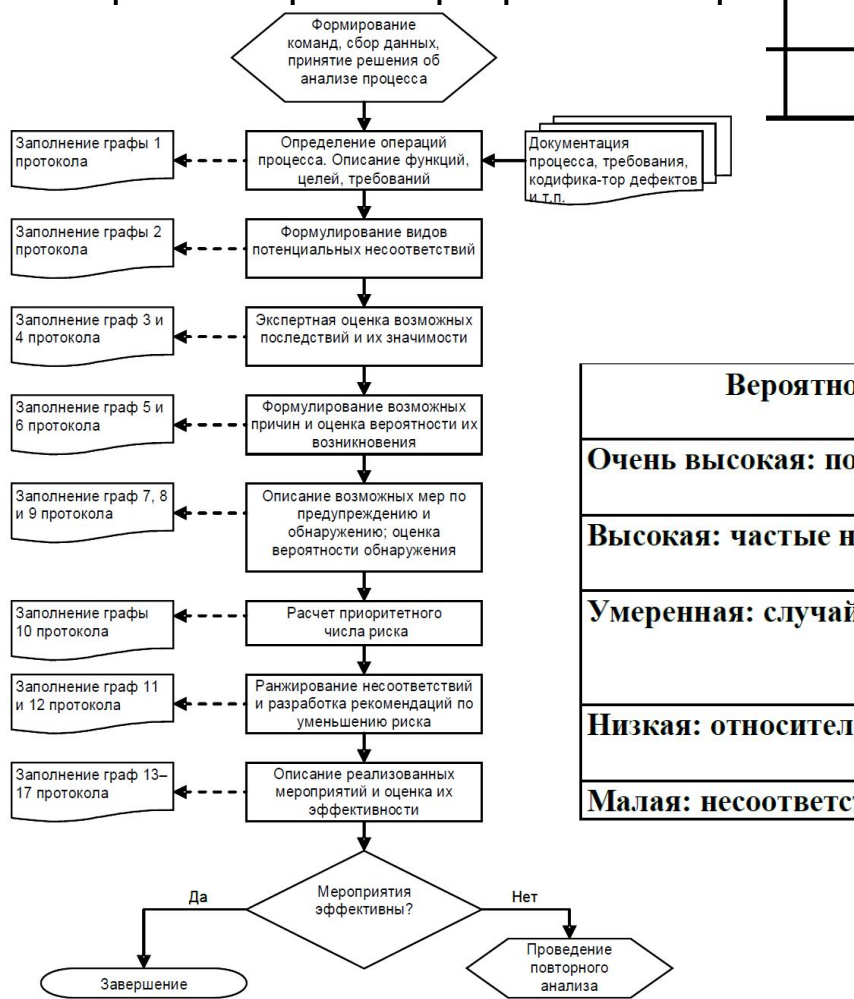 Формирование
команд, сбор данных,
принятие решения об
анализе процесса
Заполнение графы 1
протокола
Определение операций
процесса. Описание функций,
целей, требований
Документация
процесса, требования,
кодифика-тор дефектов
и т.п.
Заполнение графы 2
протокола
Формулирование видов
потенциальных несоответствий
Заполнение граф 3 и
4 протокола
Экспертная оценка возможных
последствий и их значимости
Заполнение граф 5 и
6 протокола
Формулирование возможных
причин и оценка вероятности их
возникновения
Заполнение граф 7, 8
и 9 протокола
Описание возможных мер по
предупреждению и
обнаружению; оценка
вероятности обнаружения
Заполнение графы
10 протокола
Расчет приоритетного
числа риска
Заполнение граф 11
и 12 протокола
Ранжирование несоответствий
и разработка рекомендаций по
уменьшению риска
Заполнение граф 13–
17 протокола
Описание реализованных
мероприятий и оценка их
эффективности
Мероприятия
эффективны?
Да
Нет
Завершение
Проведение
повторного
анализа
Вероятно
Очень высокая: по
Высокая: частые н
Умеренная: случай
Низкая: относител
Малая: несоответст